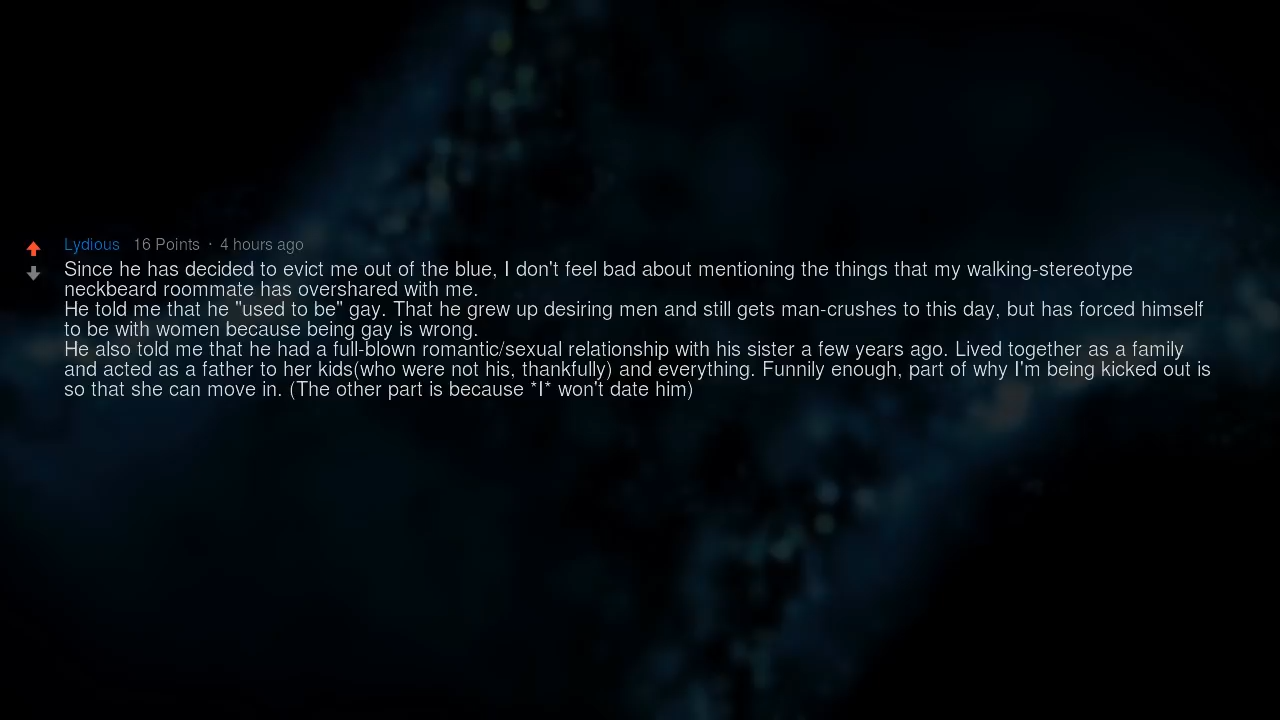 Lydious 16 Points · 4 hours ago
Since he has decided to evict me out of the blue, I don't feel bad about mentioning the things that my walking-stereotype
neckbeard roommate has overshared with me.
He told me that he "used to be" gay. That he grew up desiring men and still gets man-crushes to this day, but has forced himself
to be with women because being gay is wrong.
He also told me that he had a full-blown romantic/sexual relationship with his sister a few years ago. Lived together as a family
and acted as a father to her kids(who were not his, thankfully) and everything. Funnily enough, part of why I'm being kicked out is
so that she can move in. (The other part is because *I* won't date him)